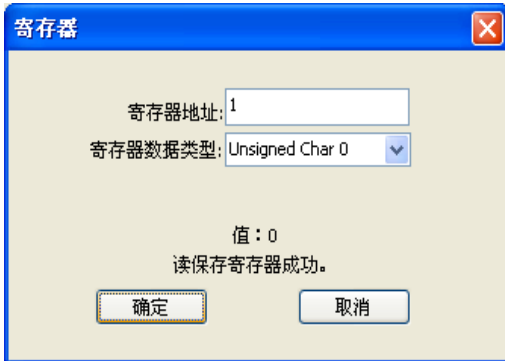 寄存器
寄存器地址:1
寄存器数据类型:Unsigned Char 0
值：0
读保存寄存器成功。
确定 取消